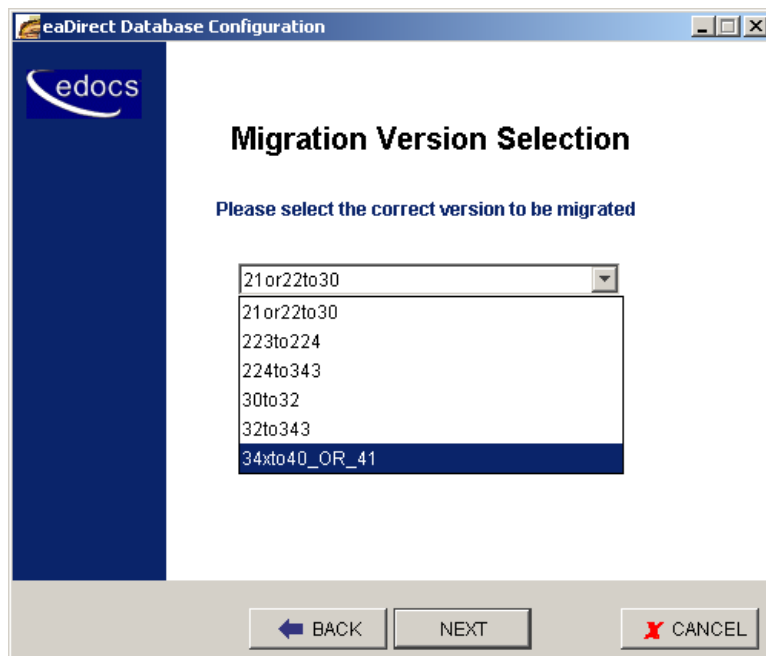 eaDirect Database Configuration
edocs
Migration Version Selection
Please select the correct version to be migrated
21or22to30
21or22to30
223to224
224to343
30to32
32to343
34xto40_OR_41
BACK NEXT CANCEL